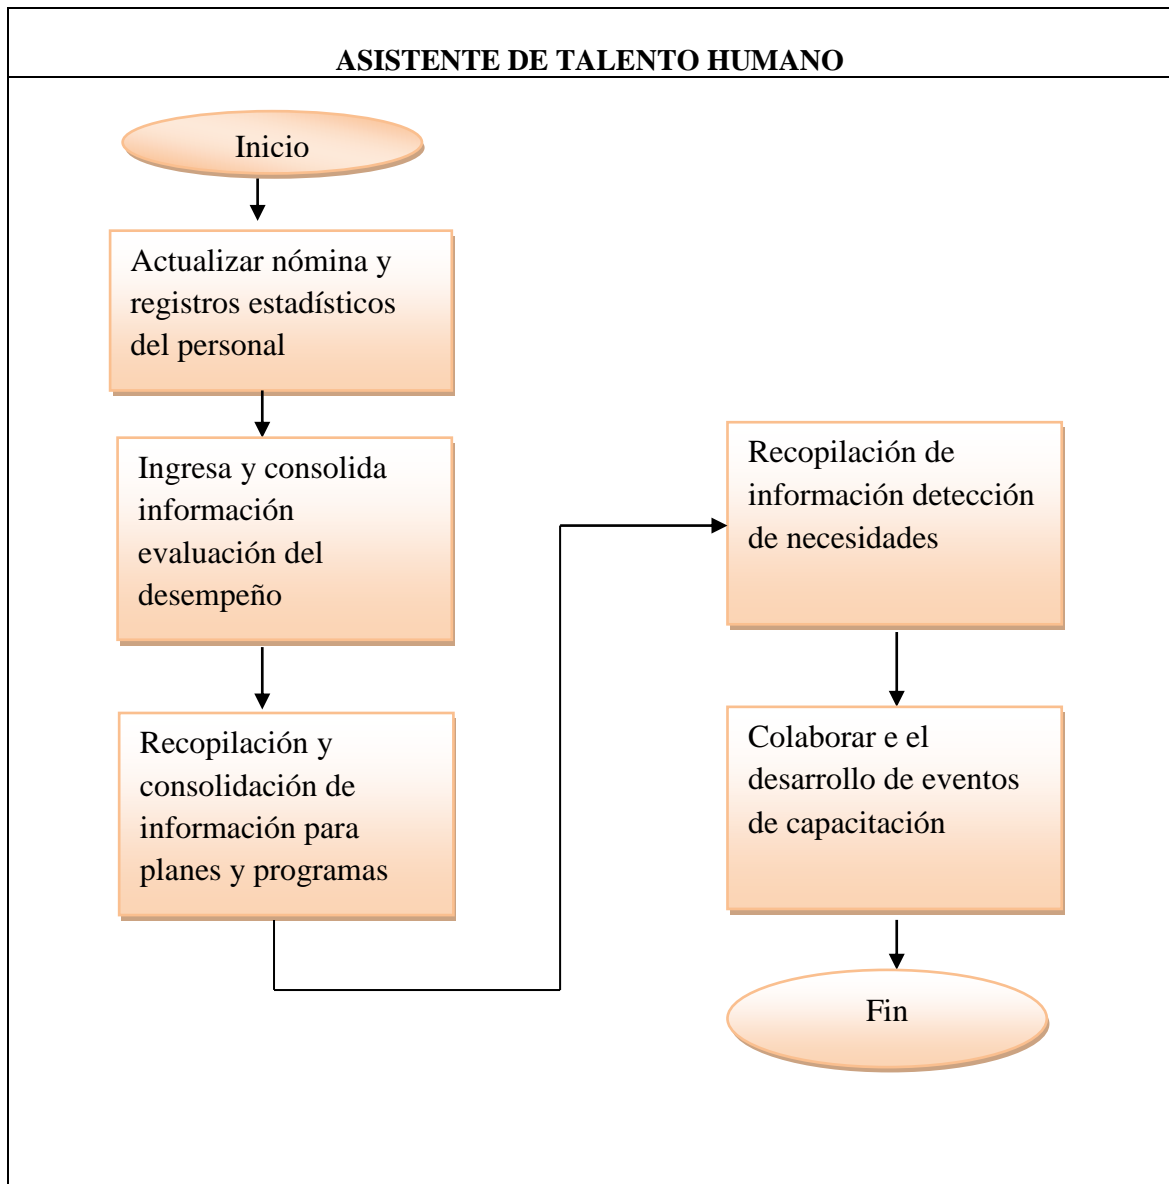 ASISTENTE DE TALENTO HUMANO
Inicio
Actualizar nómina y
registros estadísticos
del personal
Ingresa y consolida
información
evaluación del
desempeño
Recopilación y
consolidación de
información para
planes y programas
Recopilación de
información detección
de necesidades
Colaborar e el
desarrollo de eventos
de capacitación
Fin